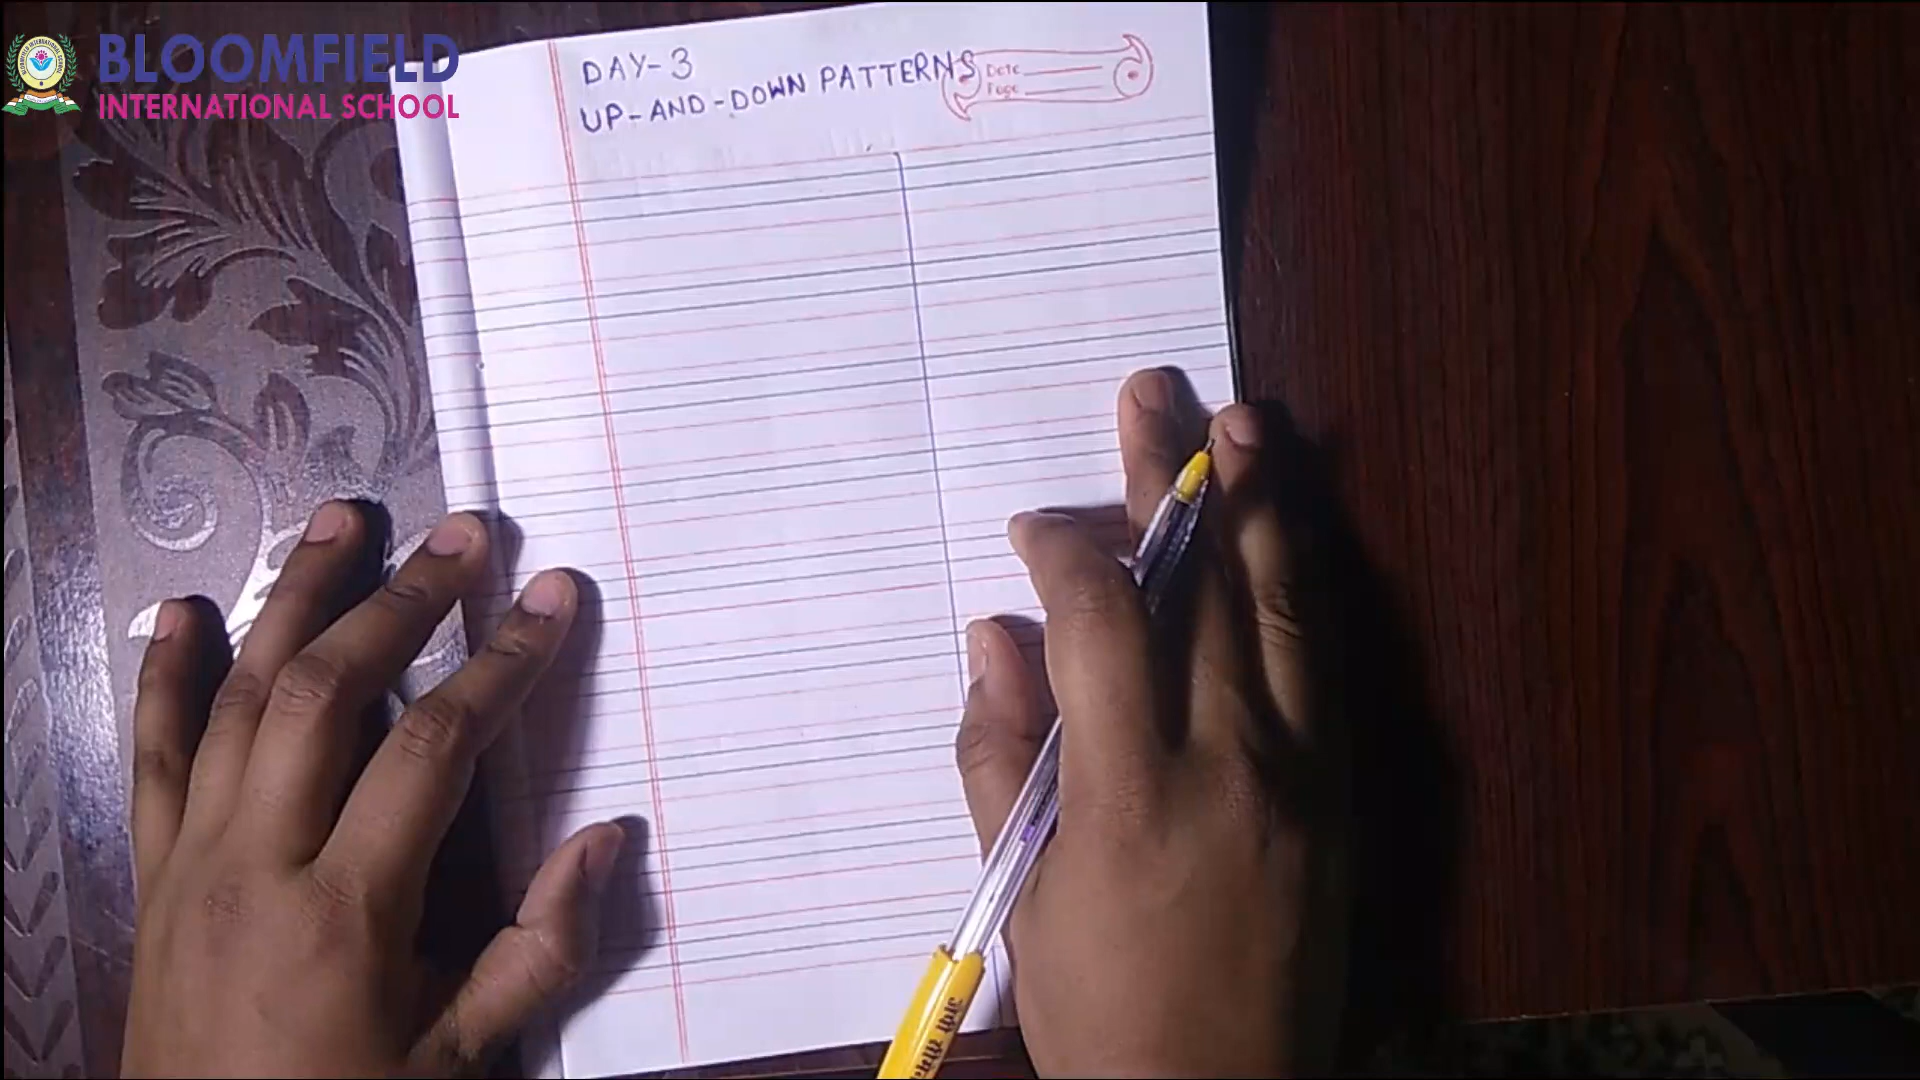 BLOOMFIELD
INTERNATIONAL SCHOOL
DAY-3
UP-AND-DOWN PATTERNS
Date
Page